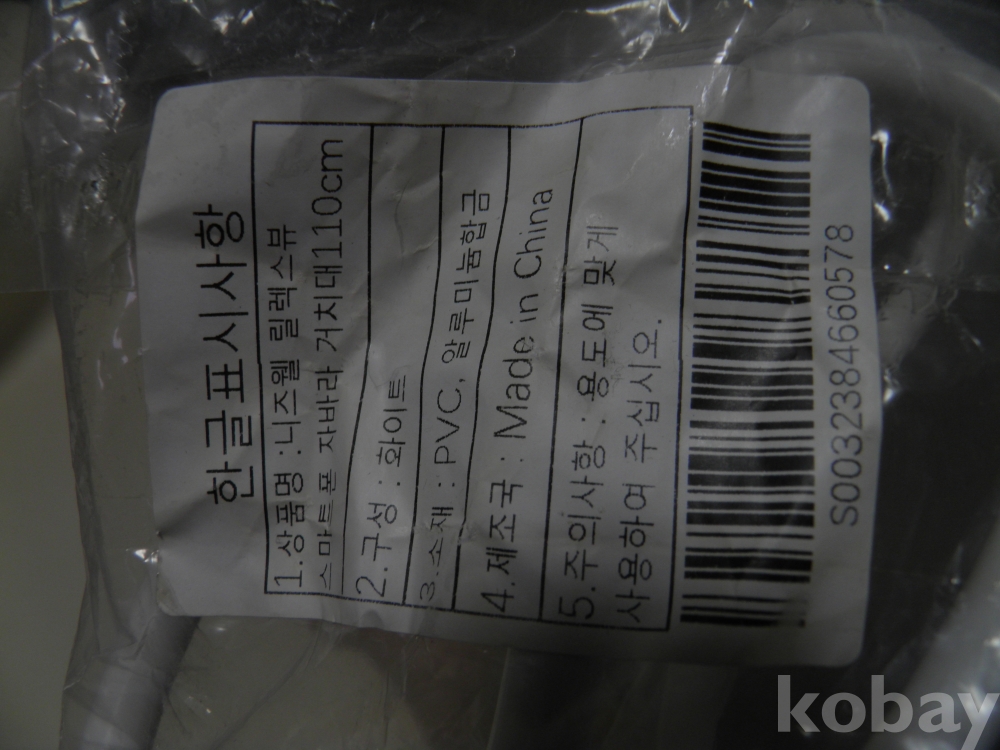 한글표시사항
1.상품명 :니즈웰 릴렉스뷰
스마트폰 자바라 거치대110cm
2.구성 : 화이트
3.소재 : PVC, 알루미늄합금
4.제조국 : Made in China
5.주의사항 : 용도에 맞게
사용하여 주십시오.
S0032384660578
kobay